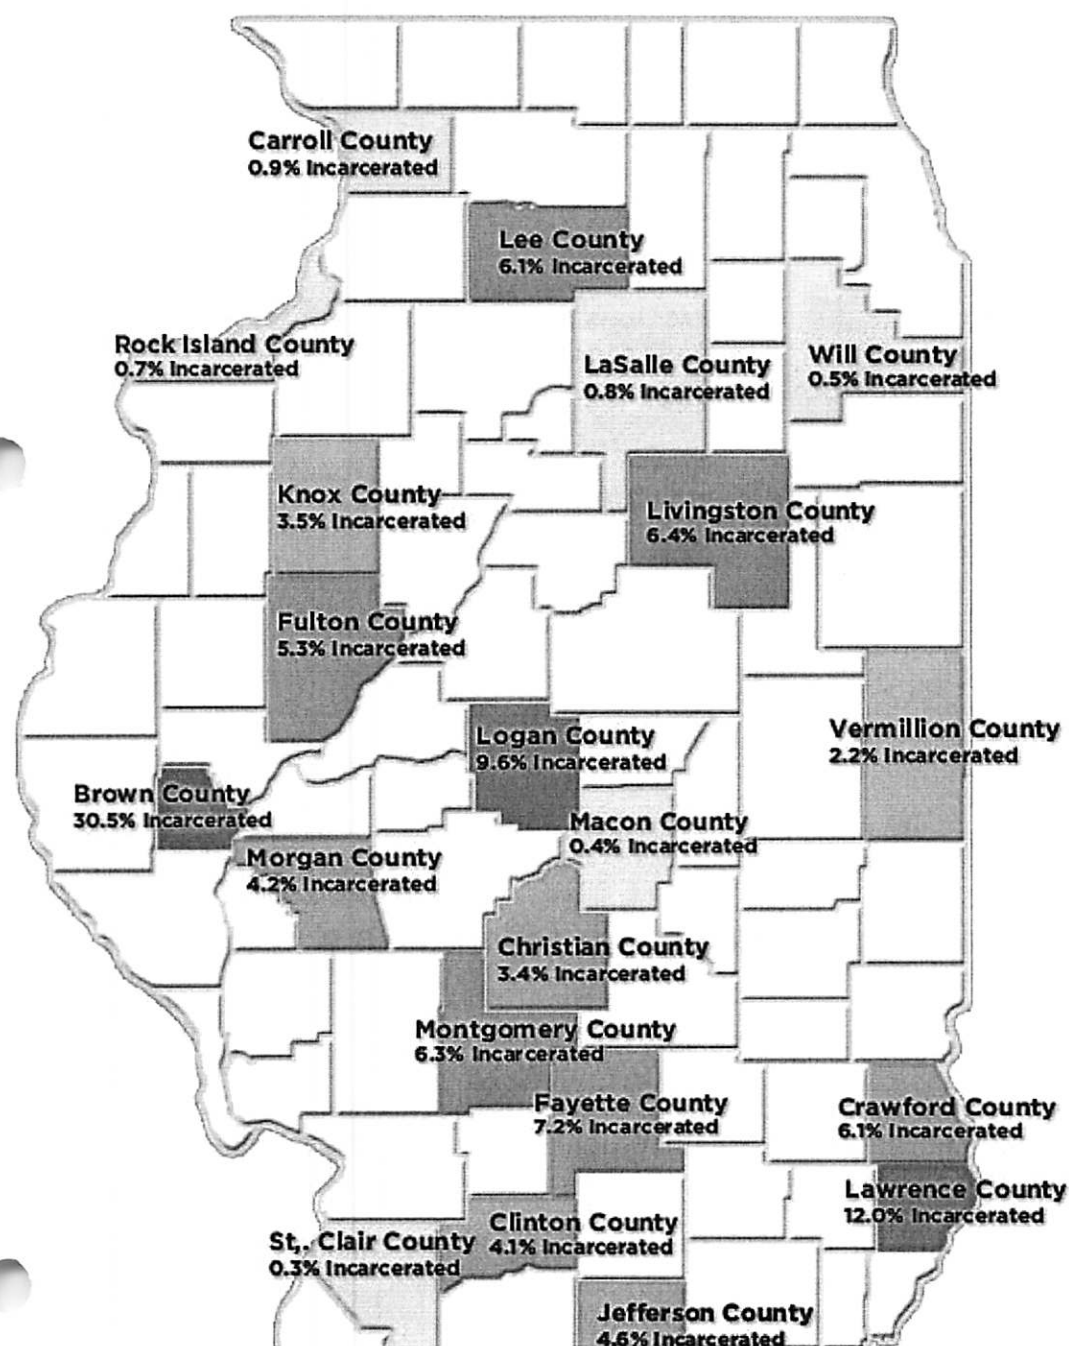 Carroll County
0.9% Incarcerated
Lee County
6.1% Incarcerated
Rock Island County
0.7% Incarcerated
LaSalle County
0.8% Incarcerated
Will County
0.5% Incarcerated
Knox County
3.5% Incarcerated
Livingston County
6.4% Incarcerated
Fulton County
5.3% Incarcerated
Logan County
9.6% Incarcerated
Vermillion County
2.2% Incarcerated
Brown County
30.5% Incarcerated
Macon County
0.4% Incarcerated
Morgan County
4.2% Incarcerated
Christian County
3.4% Incarcerated
Montgomery County
6.3% Incarcerated
Fayette County
7.2% Incarcerated
Crawford County
6.1% Incarcerated
Lawrence County
12.0% Incarcerated
Clinton County
4.1% Incarcerated
St,. Clair County
0.3% Incarcerated
Jefferson County
4.6% Incarcerated